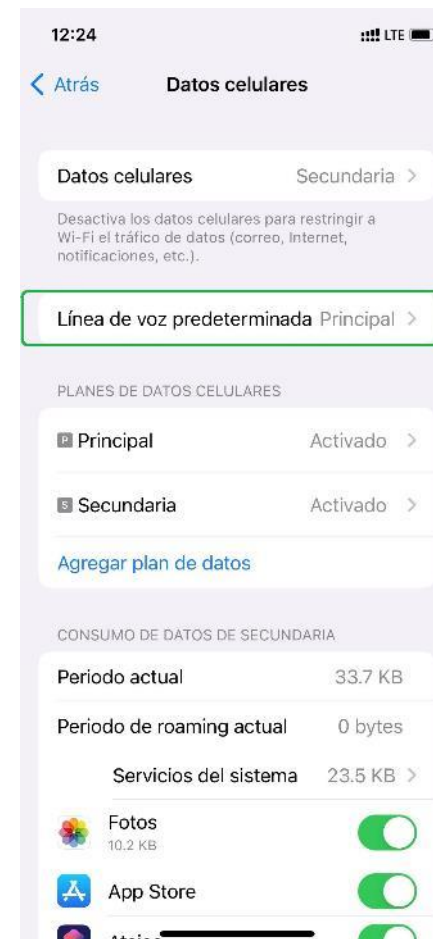 12:24
LTE
Atrás
Datos celulares
Datos celulares Secundaria
Desactiva los datos celulares para restringir a
Wi-Fi el tráfico de datos (correo, Internet,
notificaciones, etc.).
Línea de voz predeterminada Principal
PLANES DE DATOS CELULARES
P Principal Activado
S Secundaria Activado
Agregar plan de datos
CONSUMO DE DATOS DE SECUNDARIA
Periodo actual 33.7 KB
Periodo de roaming actual 0 bytes
Servicios del sistema 23.5 KB
Fotos
10.2 KB
App Store